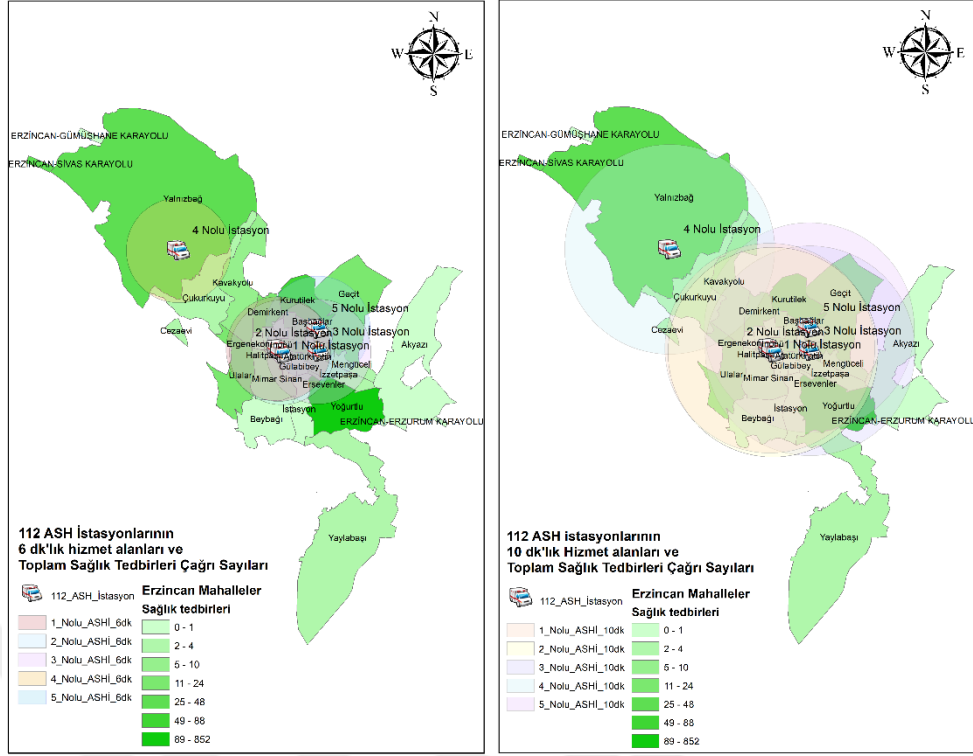 N
W
E
S
ERZİNCAN-GÜMÜŞHANE KARAYOLU
ERZİNCAN-SİVAS KARAYOLU
Yalnızbağ
4 Nolu İstasyon
Kavakyolu
Çukurkuyu
Kurutilek
Geçit
Demirkent
5 Nolu İstasyon
Başbağlar
Cezaevi
2 Nolu İstasyon
3 Nolu İstasyon
1 Nolu İstasyon
Akyazı
Gülabibey
Mengüceli
Ulalar
Mimar Sinan
İzzetpaşa
Ersevenler
İstasyon
Yoğurtlu
Beybağı
ERZİNCAN-ERZURUM KARAYOLU
Yaylabaşı
112 ASH İstasyonlarının
6 dk'lık hizmet alanları ve
Toplam Sağlık Tedbirleri Çağrı Sayıları
112_ASH_İstasyon
1_Nolu_ASHİ_6dk
2_Nolu_ASHİ_6dk
3_Nolu_ASHİ_6dk
4_Nolu_ASHİ_6dk
5_Nolu_ASHİ_6dk
Erzincan Mahalleler
Sağlık tedbirleri
0 - 1
2 - 4
5 - 10
11 - 24
25 - 48
49 - 88
89 - 852
N
W
E
S
ERZİNCAN-GÜMÜŞHANE KARAYOLU
ERZİNCAN-SİVAS KARAYOLU
Yalnızbağ
4 Nolu İstasyon
Kavakyolu
Çukurkuyu
Kurutilek
Geçit
Demirkent
5 Nolu İstasyon
Başbağlar
Cezaevi
2 Nolu İstasyon
3 Nolu İstasyon
1 Nolu İstasyon
Akyazı
Gülabibey
Mengüceli
Ulalar
Mimar Sinan
İzzetpaşa
Ersevenler
İstasyon
Yoğurtlu
Beybağı
ERZİNCAN-ERZURUM KARAYOLU
Yaylabaşı
112 ASH istasyonlarının
10 dk'lık Hizmet alanları ve
Toplam Sağlık Tedbirleri Çağrı Sayıları
112_ASH_İstasyon
1_Nolu_ASHİ_10dk
2_Nolu_ASHİ_10dk
3_Nolu_ASHİ_10dk
4_Nolu_ASHİ_10dk
5_Nolu_ASHİ_10dk
Erzincan Mahalleler
Sağlık tedbirleri
0 - 1
2 - 4
5 - 10
11 - 24
25 - 48
49 - 88
89 - 852